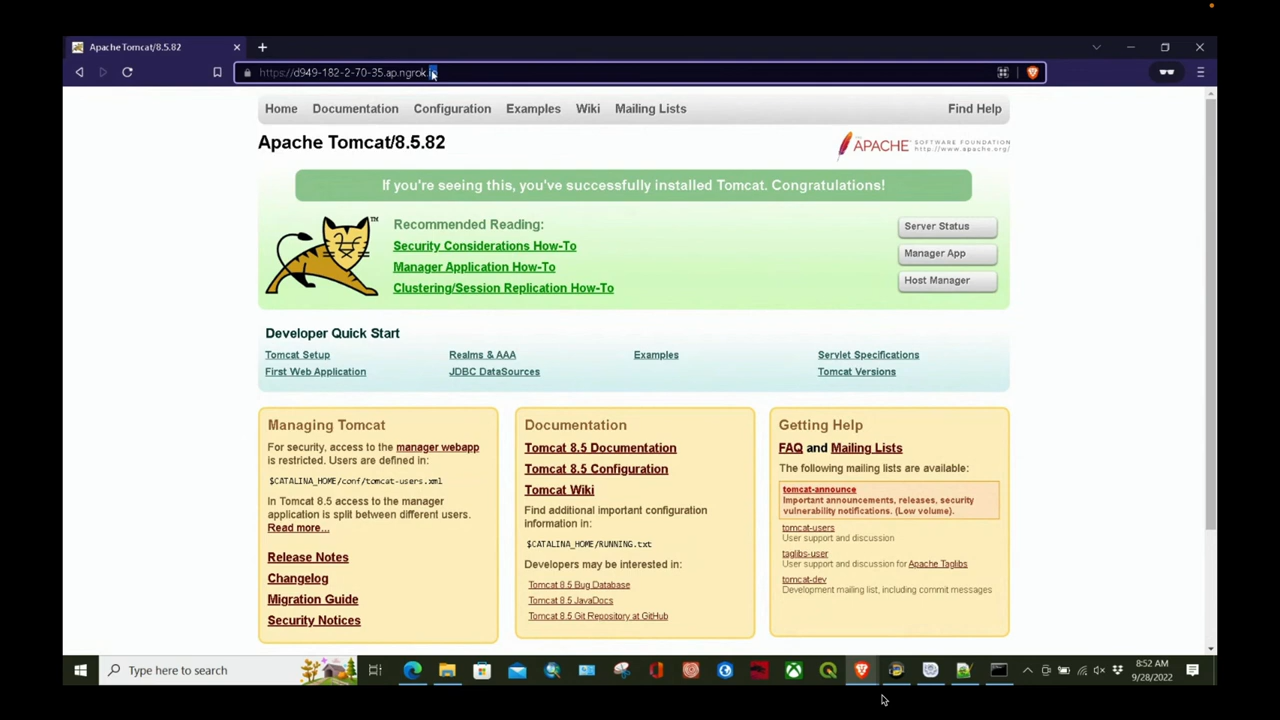 Apache Tomcat/8.5.82
https://d949-182-2-70-35.ap.ngrok.
Home Documentation Configuration Examples Wiki Mailing Lists Find Help
Apache Tomcat/8.5.82
APACHE SOFTWARE FOUNDATION
http://www.apache.org/
If you're seeing this, you've successfully installed Tomcat. Congratulations!
TM
Recommended Reading:
Security Considerations How-To
Manager Application How-To
Clustering/Session Replication How-To
Server Status
Manager App
Host Manager
Developer Quick Start
Tomcat Setup
First Web Application
Realms & AAA
JDBC DataSources
Examples
Servlet Specifications
Tomcat Versions
Managing Tomcat
For security, access to the manager webapp
is restricted. Users are defined in:
$CATALINA_HOME/conf/tomcat-users.xml
In Tomcat 8.5 access to the manager
application is split between different users.
Read more...
Release Notes
Changelog
Migration Guide
Security Notices
Documentation
Tomcat 8.5 Documentation
Tomcat 8.5 Configuration
Tomcat Wiki
Find additional important configuration
information in:
$CATALINA_HOME/RUNNING.txt
Developers may be interested in:
Tomcat 8.5 Bug Database
Tomcat 8.5 JavaDocs
Tomcat 8.5 Git Repository at GitHub
Getting Help
FAQ and Mailing Lists
The following mailing lists are available:
tomcat-announce
Important announcements, releases, security
vulnerability notifications. (Low volume).
tomcat-users
User support and discussion
taglibs-user
User support and discussion for Apache Taglibs
tomcat-dev
Development mailing list, including commit messages
Type here to search
8:52 AM
9/28/2022